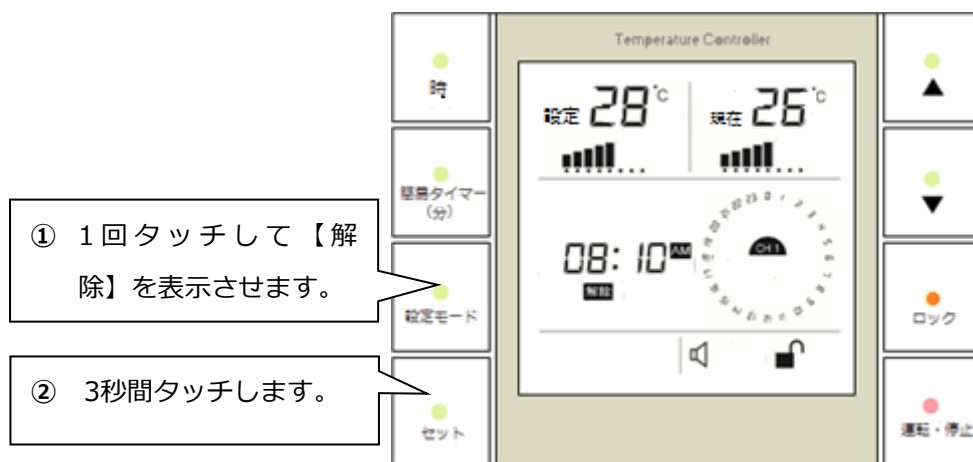 Temperature Controller
時
▲
設定 28℃
現在 26℃
簡易タイマー
(分)
▼
① 1回タッチして【解
除】を表示させます。
08:10 AM
解除
CH 1
設定モード
ロック
② 3秒間タッチします。
セット
運転・停止